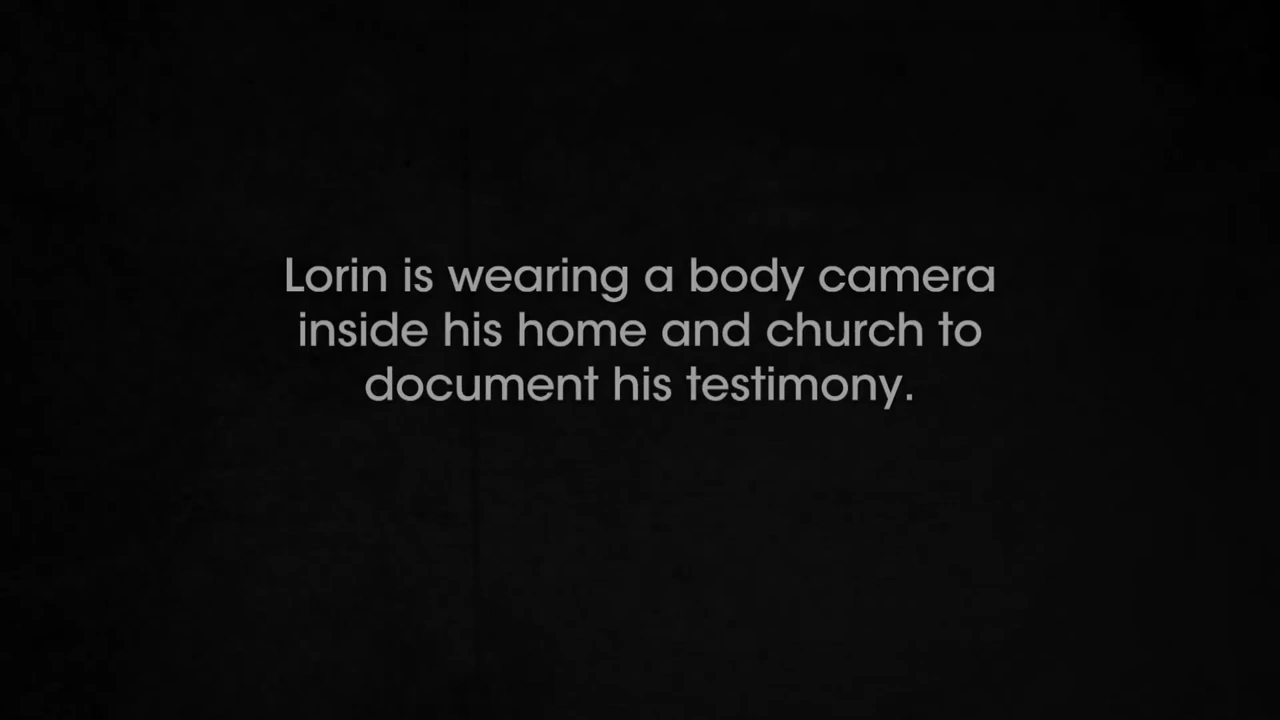 Lorin is wearing a body camera
inside his home and church to
document his testimony.